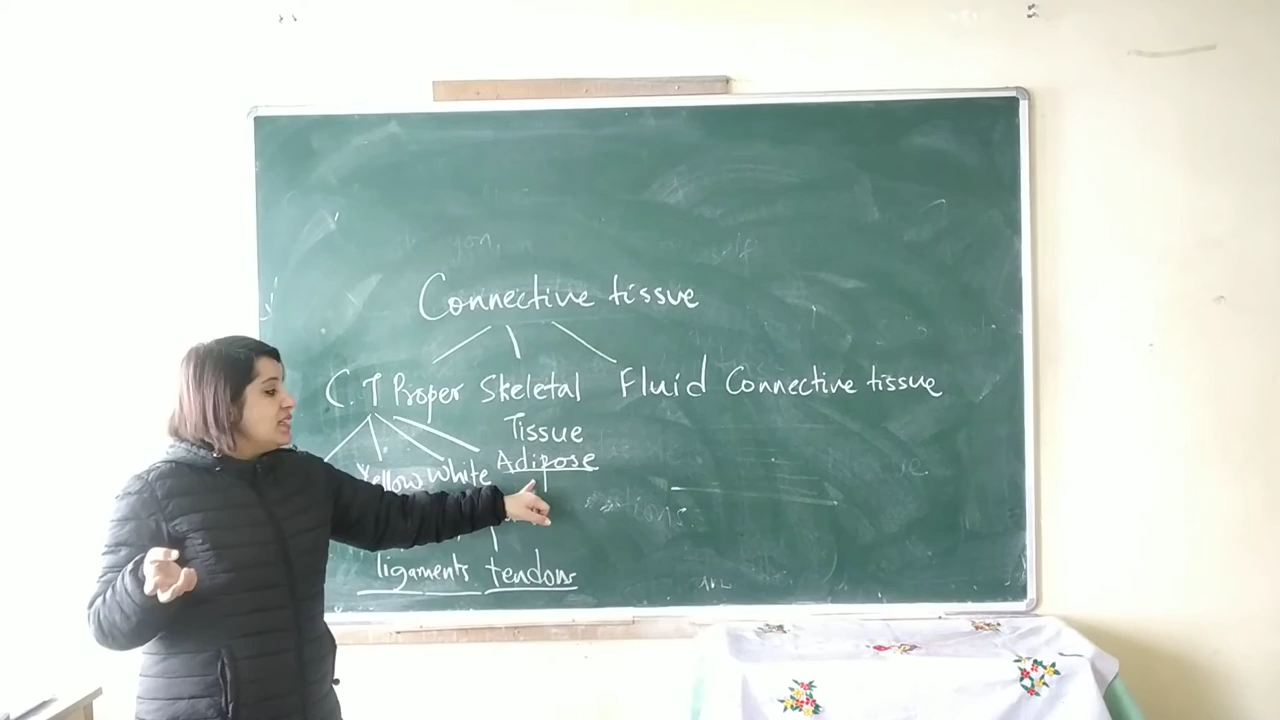 Connective tissue
C.T Proper Skeletal Fluid Connective tissue
Tissue
Yellow White Adipose
ligaments tendons